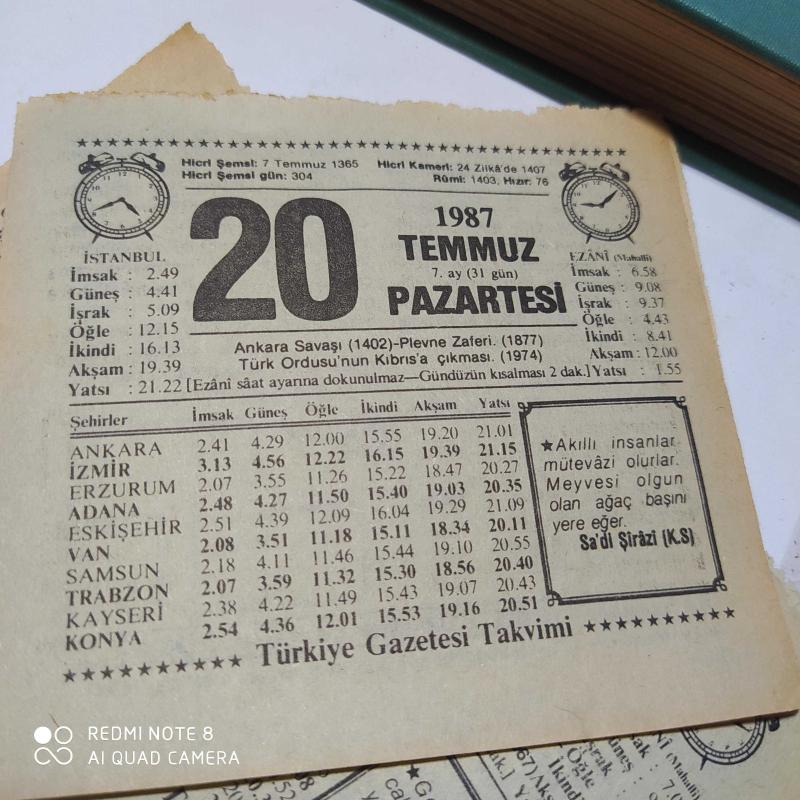 Hicrî Şemsî: 7 Temmuz 1365 Hicrî Kamerî: 24 Zilkâ'de 1407
Hicrî Şemsî gün: 304 Rûmî: 1403, Hızır: 76
20
1987
TEMMUZ
7. ay (31 gün)
PAZARTESİ
İSTANBUL
İmsak : 2.49
Güneş : 4.41
İşrak : 5.09
Öğle : 12.15
İkindi : 16.13
Akşam : 19.39
Yatsı : 21.22
EZÂNÎ (Mahallî)
İmsak : 6.58
Güneş : 9.08
İşrak : 9.37
Öğle : 4.43
İkindi : 8.41
Akşam : 12.00
Yatsı : 1.55
Ankara Savaşı (1402)-Plevne Zaferi. (1877)
Türk Ordusu'nun Kıbrıs'a çıkması. (1974)
[Ezânî sâat ayarına dokunulmaz—Gündüzün kısalması 2 dak.]
Şehirler İmsak Güneş Öğle İkindi Akşam Yatsı
ANKARA 2.41 4.29 12.00 15.55 19.20 21.01
İZMİR 3.13 4.56 12.22 16.15 19.39 21.15
ERZURUM 2.07 3.55 11.26 15.22 18.47 20.27
ADANA 2.48 4.27 11.50 15.40 19.03 20.35
ESKİŞEHİR 2.51 4.39 12.09 16.04 19.29 21.09
VAN 2.08 3.51 11.18 15.11 18.34 20.11
SAMSUN 2.18 4.11 11.46 15.44 19.10 20.55
TRABZON 2.07 3.59 11.32 15.30 18.56 20.40
KAYSERİ 2.38 4.22 11.49 15.43 19.07 20.43
KONYA 2.54 4.36 12.01 15.53 19.16 20.51
★Akıllı insanlar
mütevâzi olurlar.
Meyvesi olgun
olan ağaç başını
yere eğer.
Sa'di Şîrâzî (K.S)
Türkiye Gazetesi Takvimi
REDMI NOTE 8
AI QUAD CAMERA